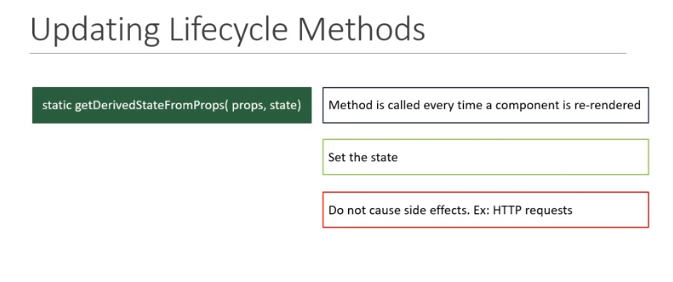 Updating Lifecycle Methods
static getDerivedStateFromProps( props, state)
Method is called every time a component is re-rendered
Set the state
Do not cause side effects. Ex: HTTP requests